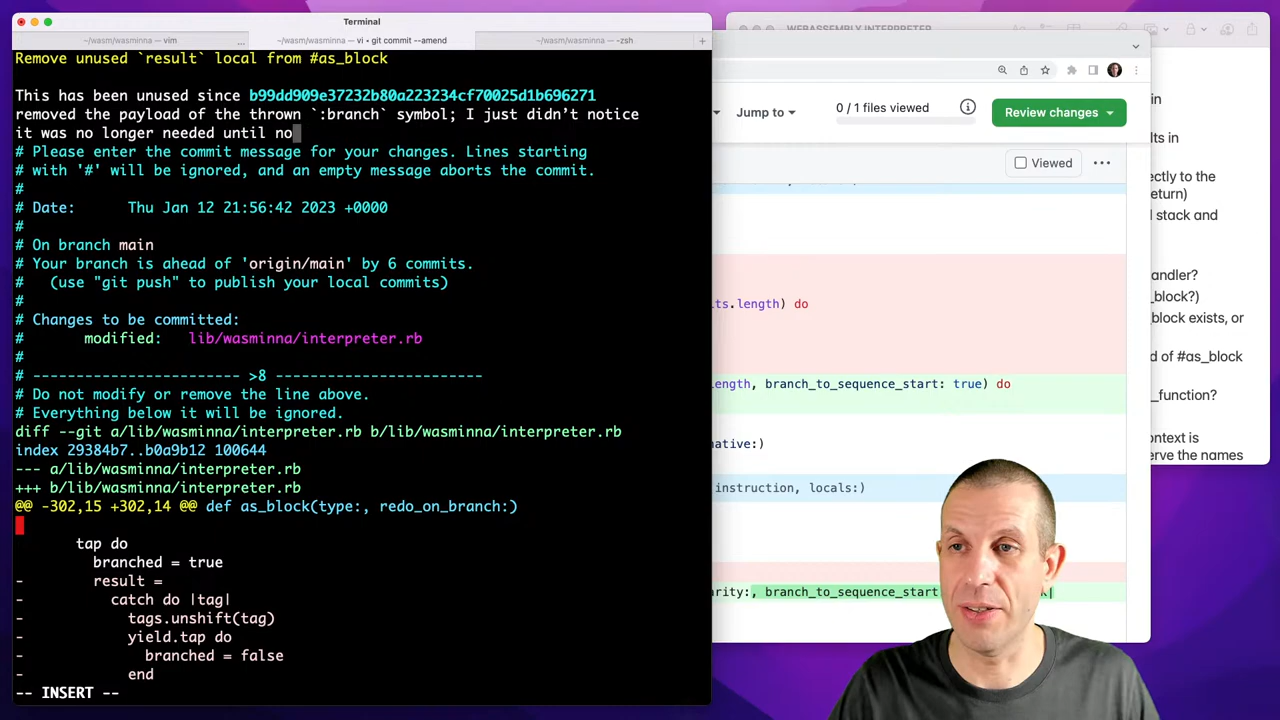 Terminal
~/wasm/wasminna — vim
...
~/wasm/wasminna — vi • git commit --amend
~/wasm/wasminna — -zsh
+
Remove unused `result` local from #as_block
This has been unused since b99dd909e37232b80a223234cf70025d1b696271
removed the payload of the thrown `:branch` symbol; I just didn’t notice
it was no longer needed until no
# Please enter the commit message for your changes. Lines starting
# with '#' will be ignored, and an empty message aborts the commit.
#
# Date:      Thu Jan 12 21:56:42 2023 +0000
#
# On branch main
# Your branch is ahead of 'origin/main' by 6 commits.
#   (use "git push" to publish your local commits)
#
# Changes to be committed:
#       modified:   lib/wasminna/interpreter.rb
#
# ------------------------ >8 ------------------------
# Do not modify or remove the line above.
# Everything below it will be ignored.
diff --git a/lib/wasminna/interpreter.rb b/lib/wasminna/interpreter.rb
index 29384b7..b0a9b12 100644
--- a/lib/wasminna/interpreter.rb
+++ b/lib/wasminna/interpreter.rb
@@ -302,15 +302,14 @@ def as_block(type:, redo_on_branch:)
tap do
branched = true
-        result =
-          catch do |tag|
-            tags.unshift(tag)
-            yield.tap do
-              branched = false
-            end
-- INSERT --
WEBASSEMBLY INTERPRETER
Jump to
0 / 1 files viewed
Review changes
Viewed
its.length) do
ength, branch_to_sequence_start: true) do
native:)
instruction, locals:)
rity:, branch_to_sequence_start
k|
in
lts in
ectly to the
eturn)
l stack and
andler?
_block?)
_block exists, or
d of #as_block
_function?
ontext is
erve the names